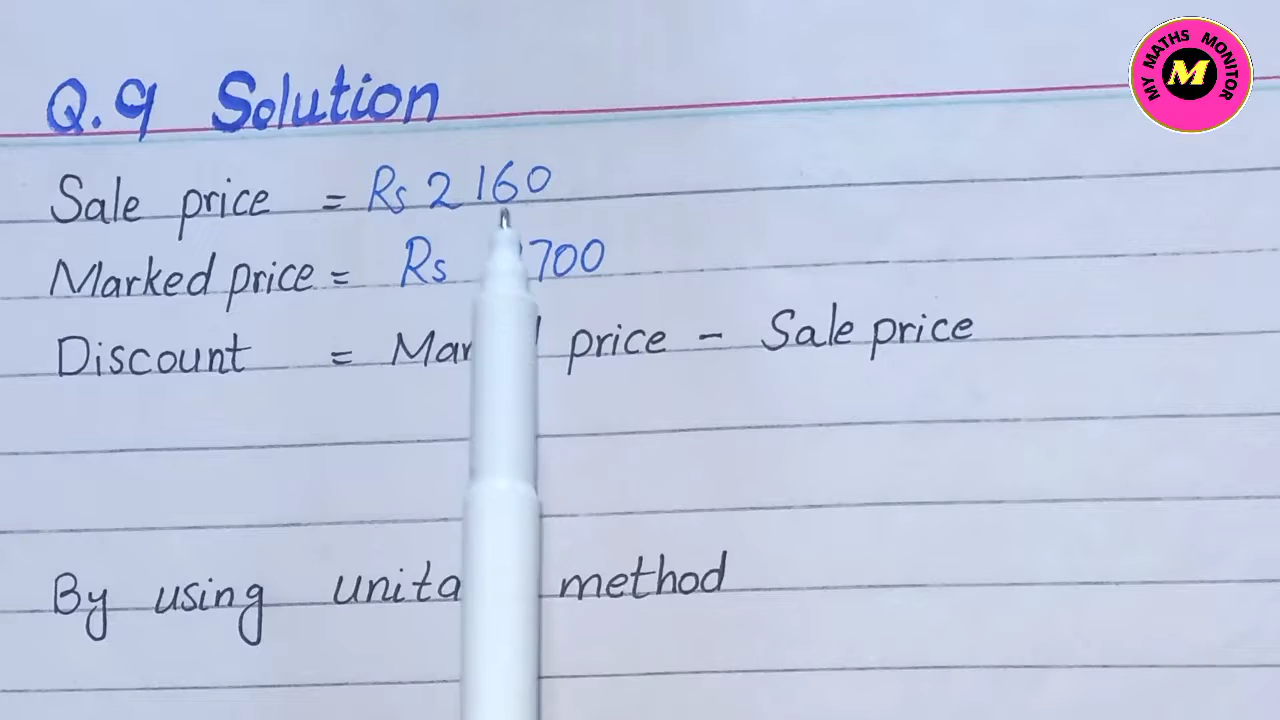 MY MATHS MONITOR
M
Q.9 Solution
Sale price = Rs 2160
Marked price = Rs 700
Discount = Mar price - Sale price
By using unita method